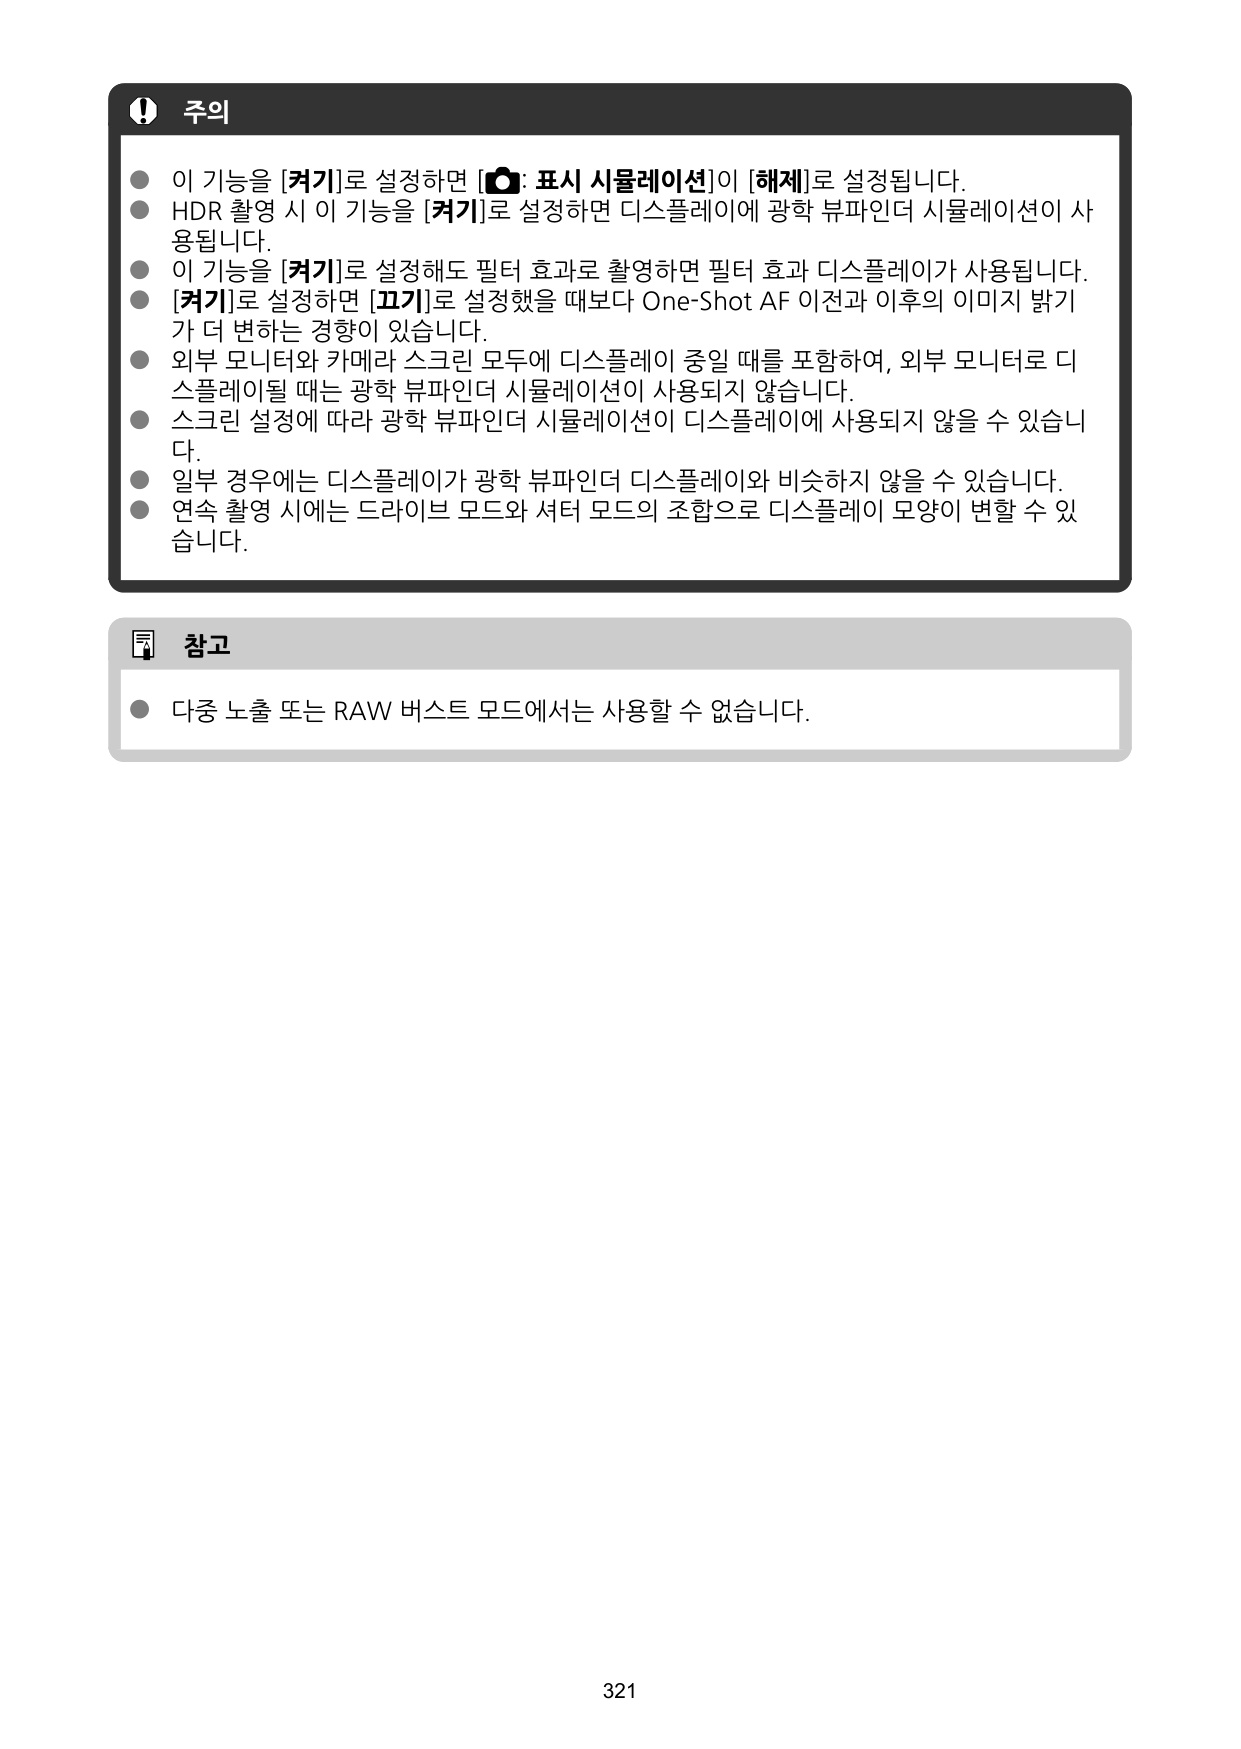 주의
● 이 기능을 [켜기]로 설정하면 [📷: 표시 시뮬레이션]이 [해제]로 설정됩니다.
● HDR 촬영 시 이 기능을 [켜기]로 설정하면 디스플레이에 광학 뷰파인더 시뮬레이션이 사
용됩니다.
● 이 기능을 [켜기]로 설정해도 필터 효과로 촬영하면 필터 효과 디스플레이가 사용됩니다.
● [켜기]로 설정하면 [끄기]로 설정했을 때보다 One-Shot AF 이전과 이후의 이미지 밝기
가 더 변하는 경향이 있습니다.
● 외부 모니터와 카메라 스크린 모두에 디스플레이 중일 때를 포함하여, 외부 모니터로 디
스플레이될 때는 광학 뷰파인더 시뮬레이션이 사용되지 않습니다.
● 스크린 설정에 따라 광학 뷰파인더 시뮬레이션이 디스플레이에 사용되지 않을 수 있습니
다.
● 일부 경우에는 디스플레이가 광학 뷰파인더 디스플레이와 비슷하지 않을 수 있습니다.
● 연속 촬영 시에는 드라이브 모드와 셔터 모드의 조합으로 디스플레이 모양이 변할 수 있
습니다.
참고
● 다중 노출 또는 RAW 버스트 모드에서는 사용할 수 없습니다.
321